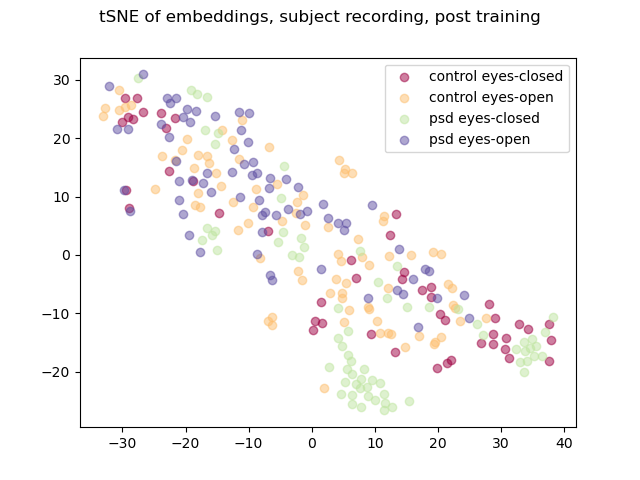 tSNE of embeddings, subject recording, post training
control eyes-closed
control eyes-open
psd eyes-closed
psd eyes-open
30
20
10
0
−10
−20
−30 −20 −10 0 10 20 30 40